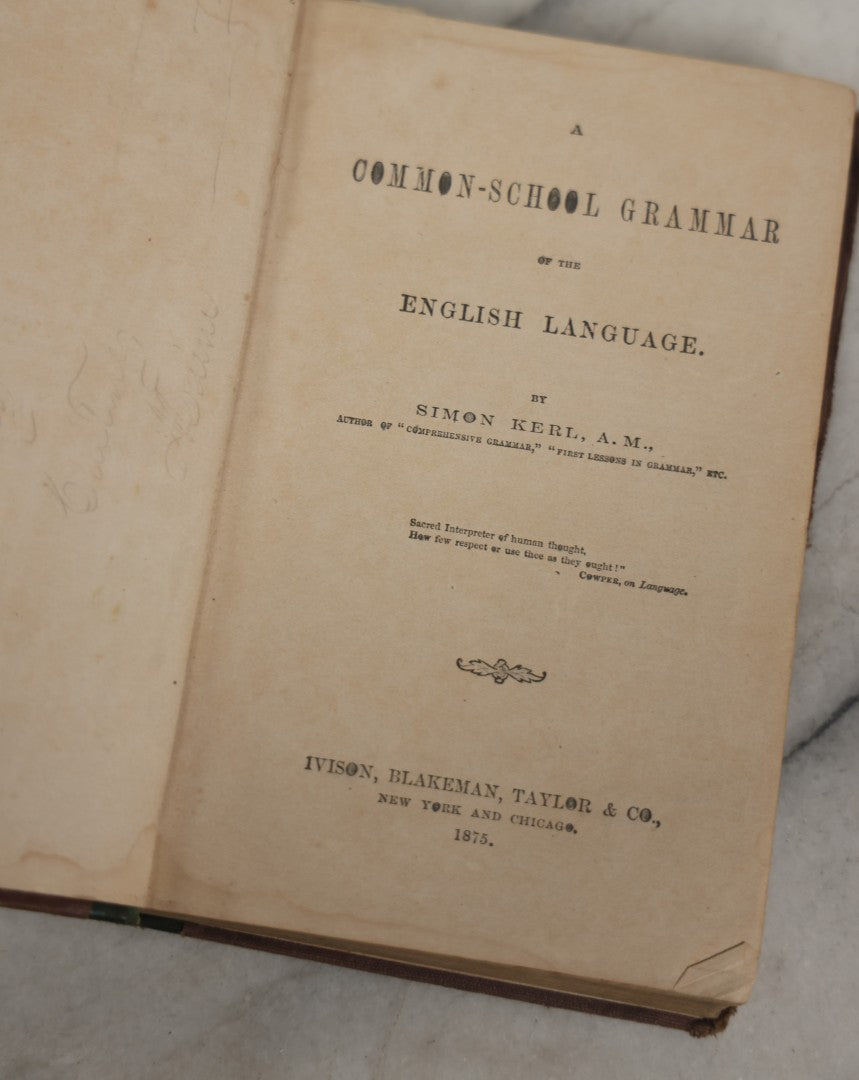 A
COMMON-SCHOOL GRAMMAR
OF THE
ENGLISH LANGUAGE.
BY
SIMON KERL, A.M.,
AUTHOR OF "COMPREHENSIVE GRAMMAR," "FIRST LESSONS IN GRAMMAR," ETC.
Sacred Interpreter of human thought,
How few respect or use thee as they ought!"
COWPER, on Language.
IVISON, BLAKEMAN, TAYLOR & CO.,
NEW YORK AND CHICAGO.
1875.